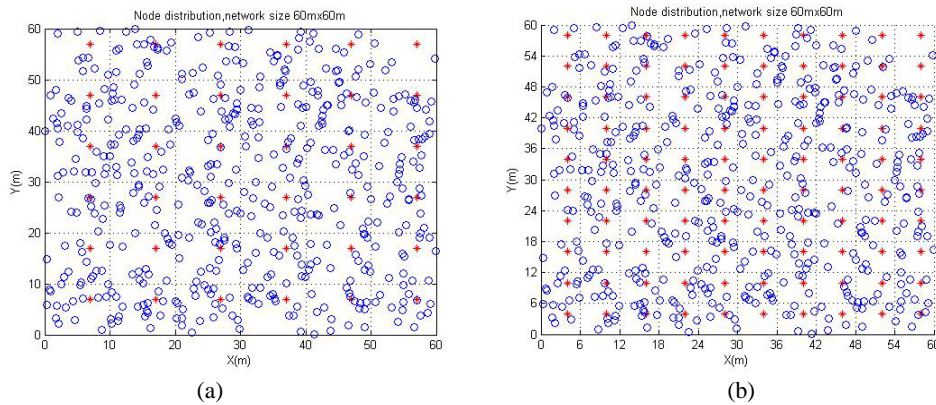 Node distribution,network size 60mx60m
60
50
40
30
20
10
0
Y(m)
0 10 20 30 40 50 60
X(m)
(a)
Node distribution,network size 60mx60m
60
54
48
42
36
30
24
18
12
6
0
Y(m)
0 6 12 18 24 30 36 42 48 54 60
X(m)
(b)